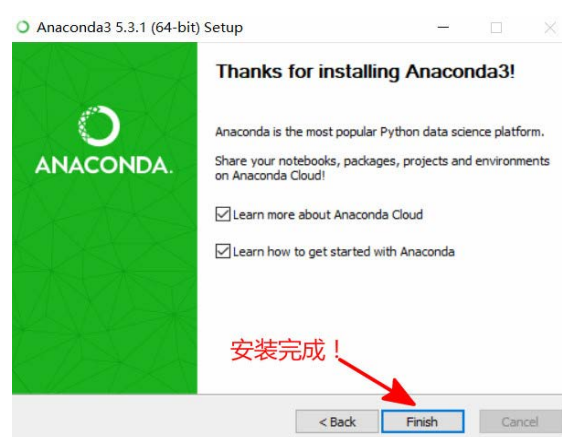 Anaconda3 5.3.1 (64-bit) Setup
Thanks for installing Anaconda3!
ANACONDA.
Anaconda is the most popular Python data science platform.
Share your notebooks, packages, projects and environments
on Anaconda Cloud!
Learn more about Anaconda Cloud
Learn how to get started with Anaconda
安装完成！
< Back
Finish
Cancel